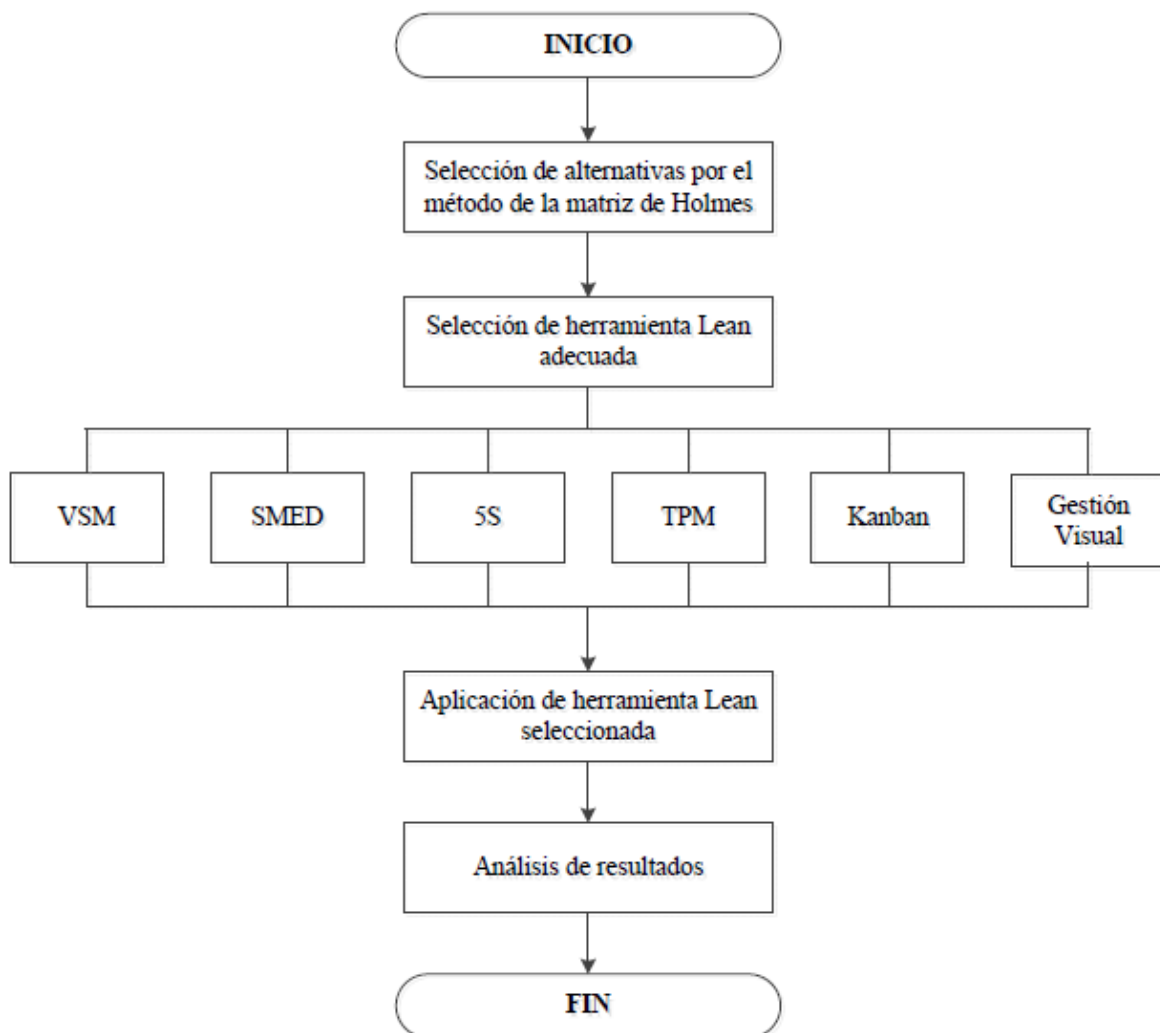 INICIO
Selección de alternativas por el
método de la matriz de Holmes
Selección de herramienta Lean
adecuada
VSM
SMED
5S
TPM
Kanban
Gestión
Visual
Aplicación de herramienta Lean
seleccionada
Análisis de resultados
FIN